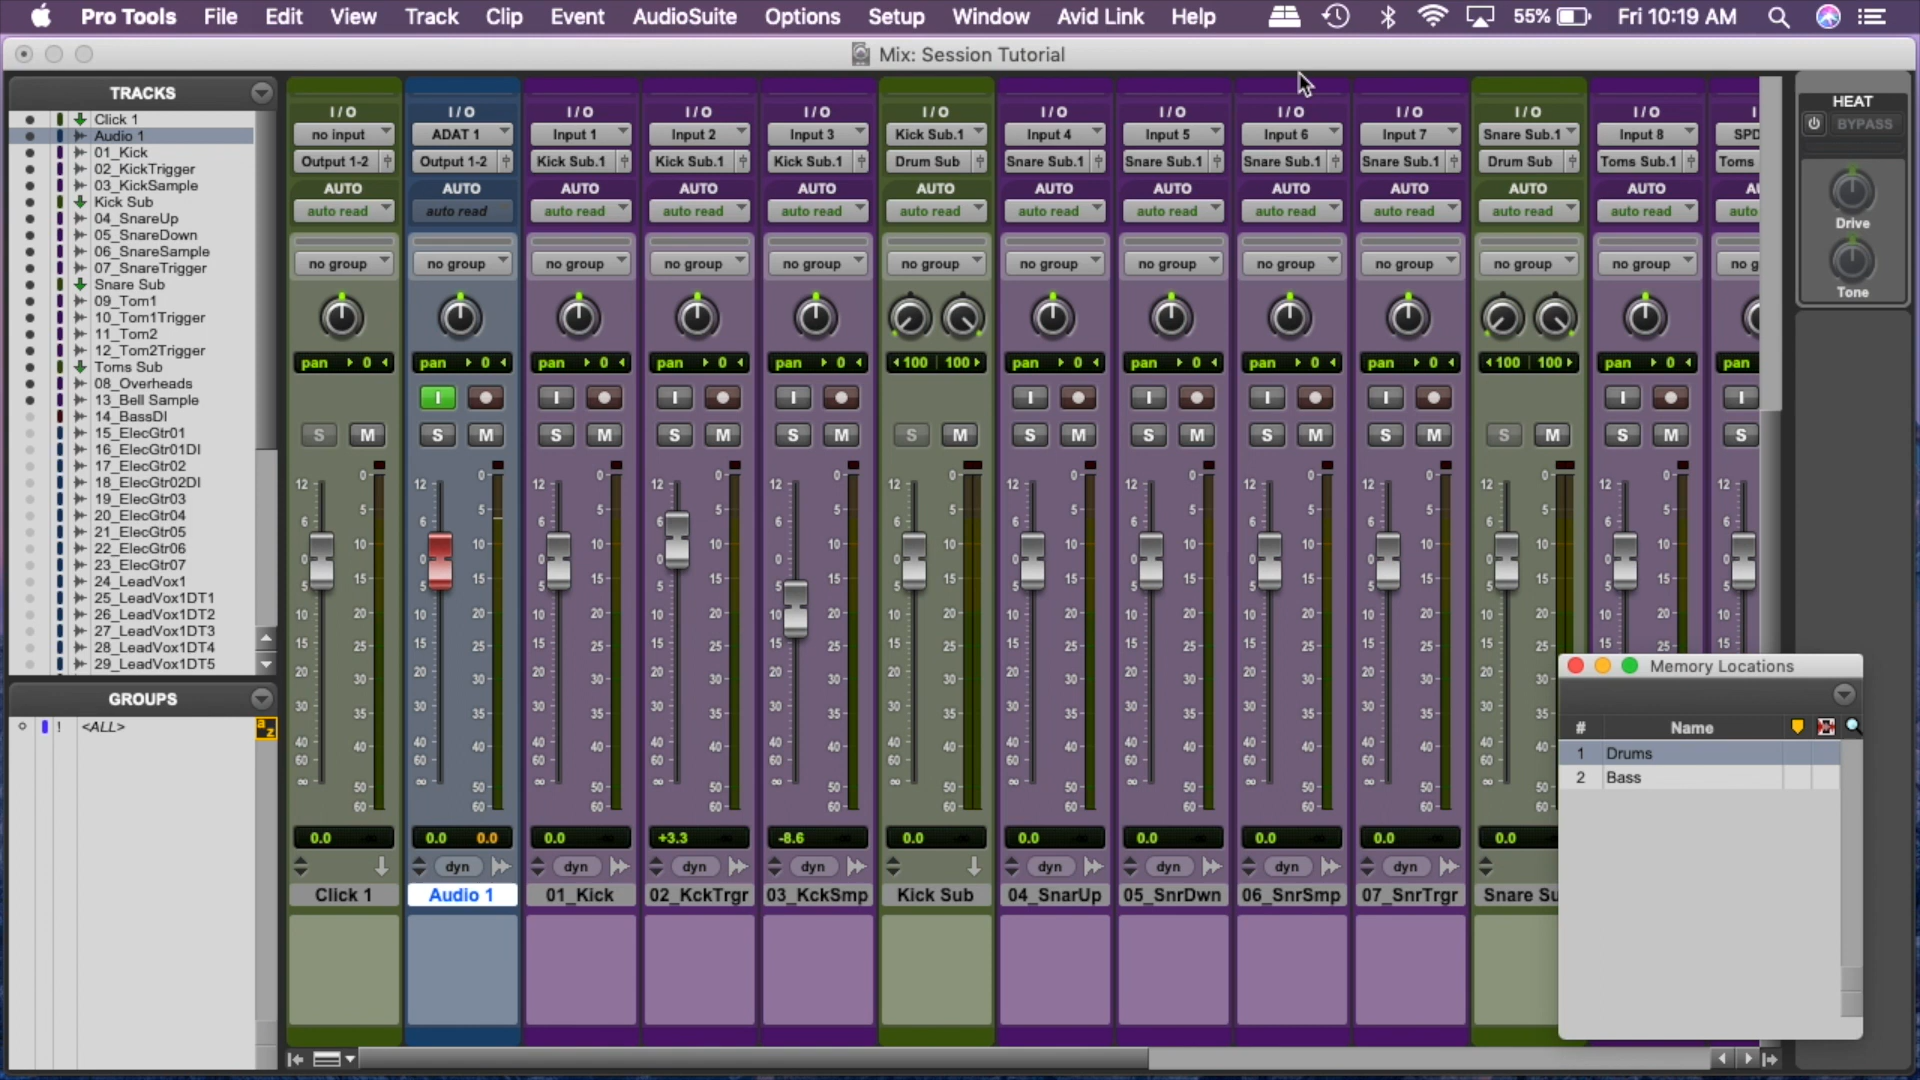 Pro Tools File Edit View Track Clip Event AudioSuite Options Setup Window Avid Link Help 55% Fri 10:19 AM
Mix: Session Tutorial
TRACKS
Click 1
Audio 1
01_Kick
02_KickTrigger
03_KickSample
Kick Sub
04_SnareUp
05_SnareDown
06_SnareSample
07_SnareTrigger
Snare Sub
09_Tom1
10_Tom1Trigger
11_Tom2
12_Tom2Trigger
Toms Sub
08_Overheads
13_Bell Sample
14_BassDI
15_ElecGtr01
16_ElecGtr01DI
17_ElecGtr02
18_ElecGtr02DI
19_ElecGtr03
20_ElecGtr04
21_ElecGtr05
22_ElecGtr06
23_ElecGtr07
24_LeadVox1
25_LeadVox1DT1
26_LeadVox1DT2
27_LeadVox1DT3
28_LeadVox1DT4
29_LeadVox1DT5
GROUPS
! <ALL> a z
I/O I/O I/O I/O I/O I/O I/O I/O I/O I/O I/O I/O
no input ADAT 1 Input 1 Input 2 Input 3 Kick Sub.1 Input 4 Input 5 Input 6 Input 7 Snare Sub.1 Input 8 SPD
Output 1-2 Output 1-2 Kick Sub.1 Kick Sub.1 Kick Sub.1 Drum Sub Snare Sub.1 Snare Sub.1 Snare Sub.1 Snare Sub.1 Drum Sub Toms Sub.1 Toms
AUTO AUTO AUTO AUTO AUTO AUTO AUTO AUTO AUTO AUTO AUTO AUTO
auto read auto read auto read auto read auto read auto read auto read auto read auto read auto read auto read auto read auto
no group no group no group no group no group no group no group no group no group no group no group no group no g
pan 0 pan 0 pan 0 pan 0 pan 0 100 100 pan 0 pan 0 pan 0 pan 0 100 100 pan 0 pan
I I I I I I I I I I
S M S M S M S M S M S M S M S M S M S M S M S M S
0.0 0.0 0.0 0.0 +3.3 -8.6 0.0 0.0 0.0 0.0 0.0 0.0
dyn dyn dyn dyn dyn dyn dyn dyn
Click 1 Audio 1 01_Kick 02_KckTrgr 03_KckSmp Kick Sub 04_SnarUp 05_SnrDwn 06_SnrSmp 07_SnrTrgr Snare Su
HEAT
BYPASS
Drive
Tone
Memory Locations
# Name
1 Drums
2 Bass